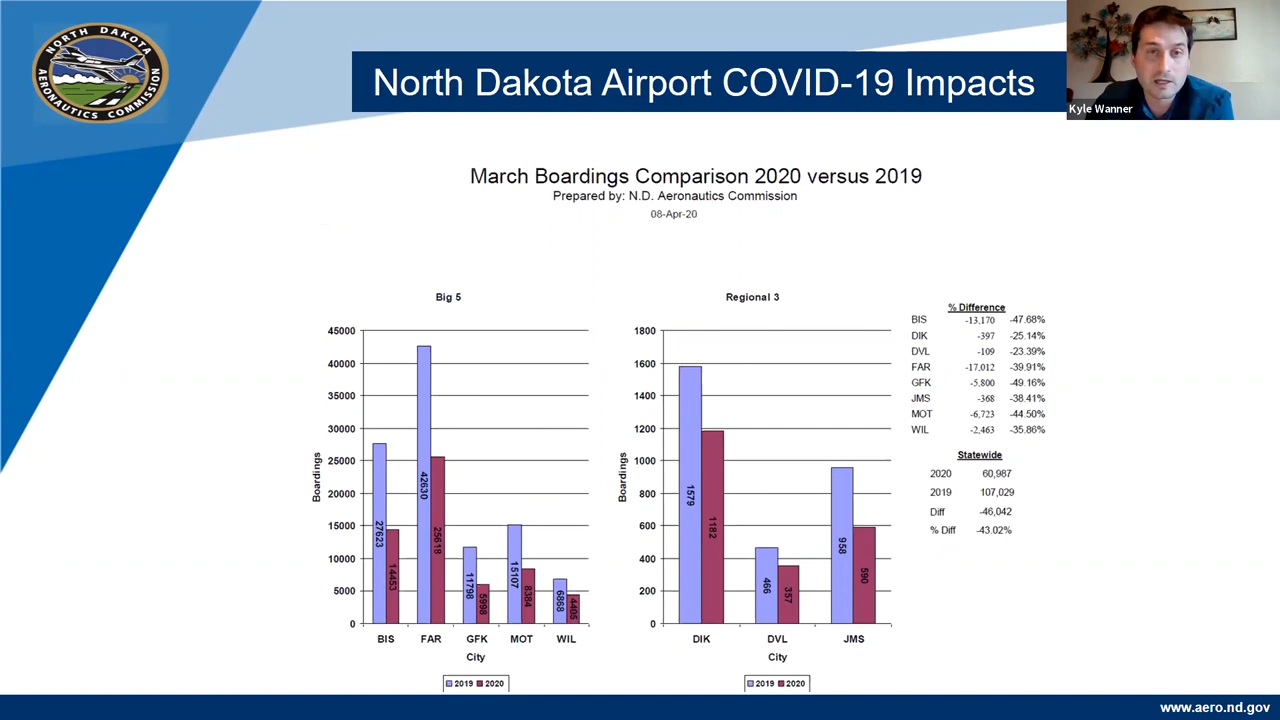 NORTH DAKOTA
AERONAUTICS COMMISSION
North Dakota Airport COVID-19 Impacts
Kyle Wanner
March Boardings Comparison 2020 versus 2019
Prepared by: N.D. Aeronautics Commission
08-Apr-20
Big 5
45000
40000
35000
30000
25000
20000
15000
10000
5000
0
Boardings
27623
14453
42630
25618
11798
5998
15107
8384
6868
4405
BIS FAR GFK MOT WIL
City
2019 2020
Regional 3
1800
1600
1400
1200
1000
800
600
400
200
0
Boardings
1579
1182
466
357
958
590
DIK DVL JMS
City
2019 2020
% Difference
BIS -13,170 -47.68%
DIK -397 -25.14%
DVL -109 -23.39%
FAR -17,012 -39.91%
GFK -5,800 -49.16%
JMS -368 -38.41%
MOT -6,723 -44.50%
WIL -2,463 -35.86%
Statewide
2020 60,987
2019 107,029
Diff -46,042
% Diff -43.02%
www.aero.nd.gov